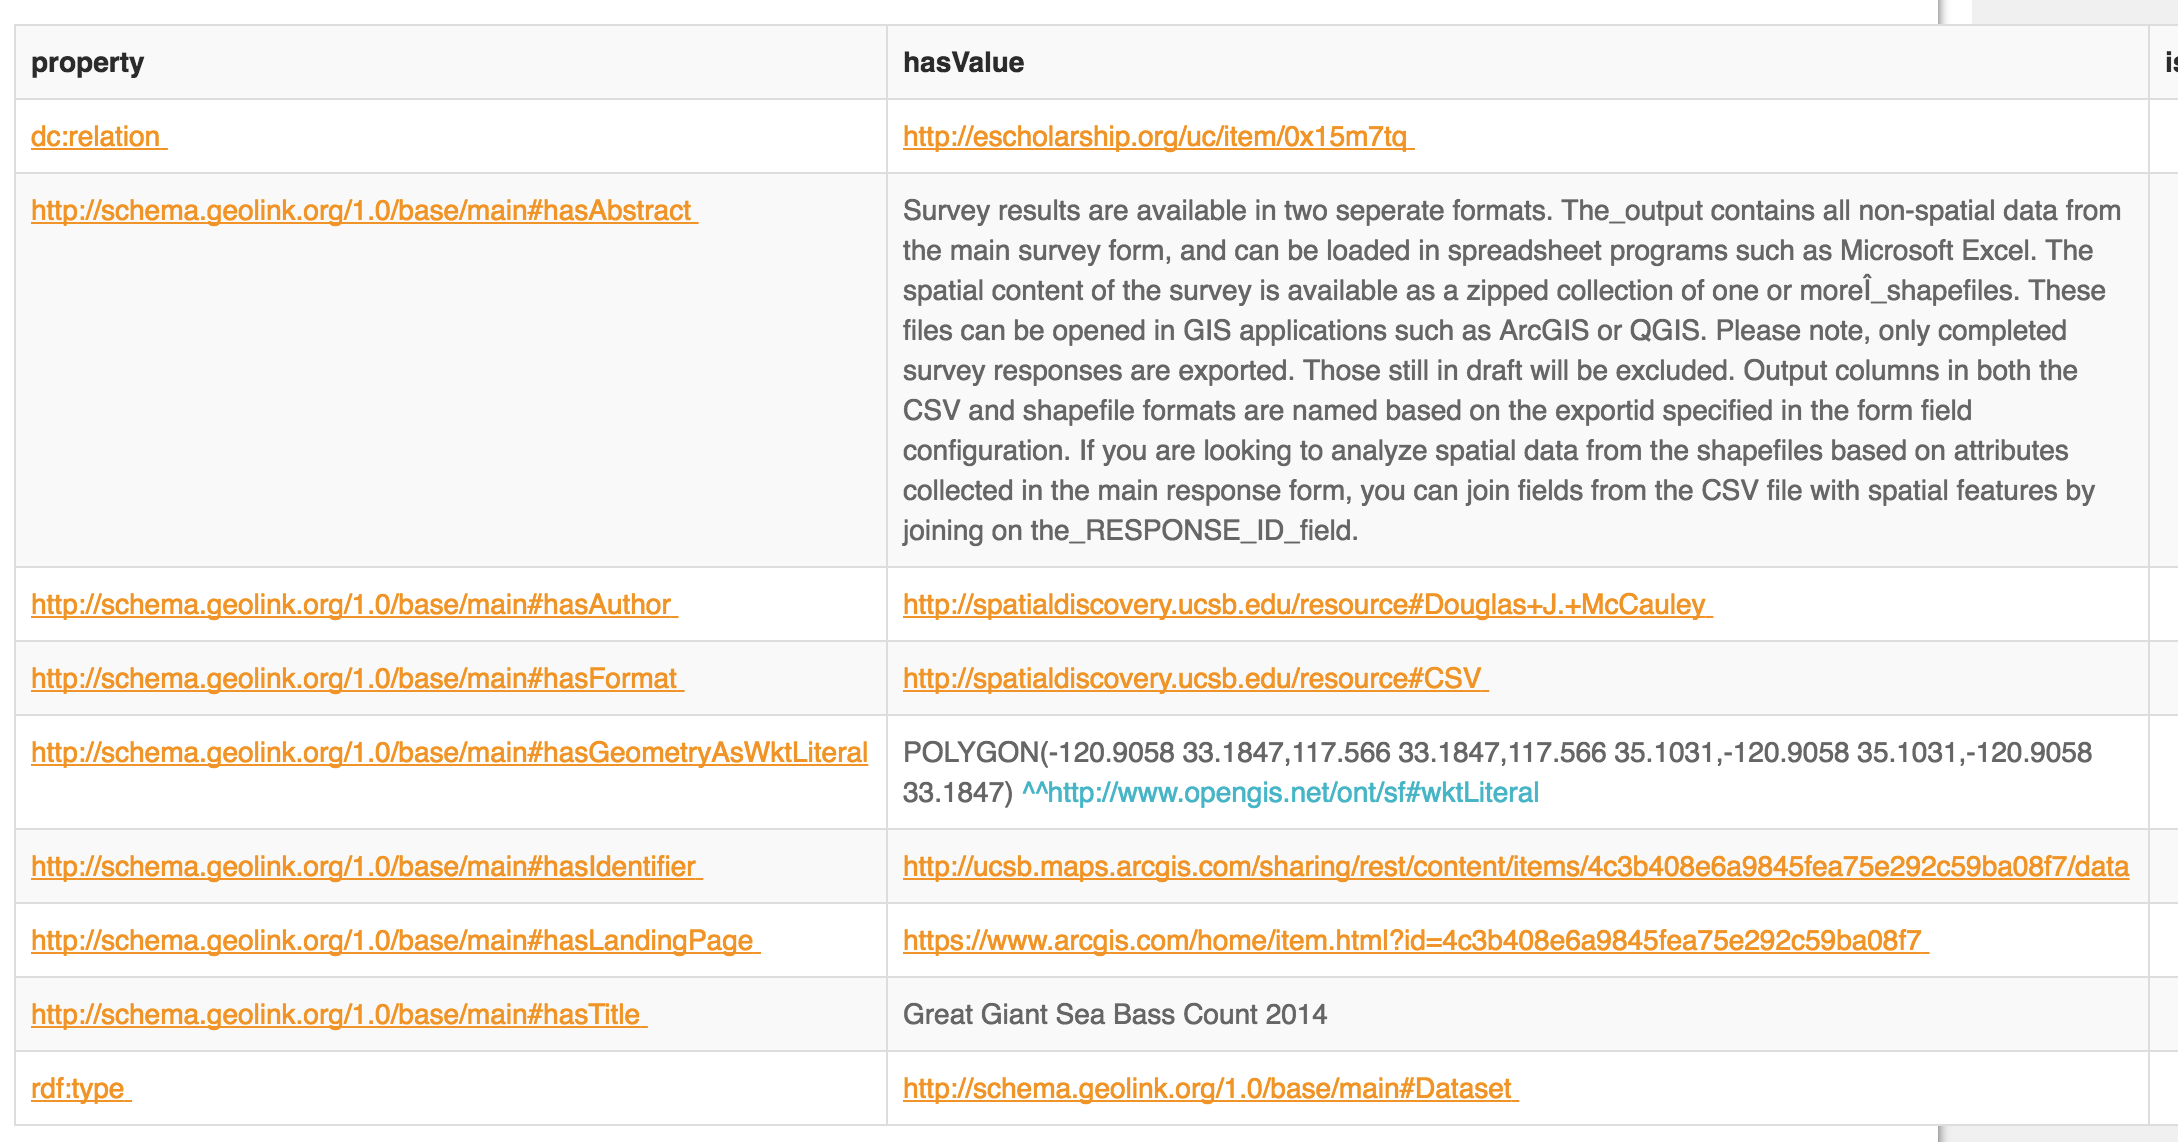 property hasValue is
dc:relation http://escholarship.org/uc/item/0x15m7tq
http://schema.geolink.org/1.0/base/main#hasAbstract Survey results are available in two seperate formats. The_output contains all non-spatial data from
the main survey form, and can be loaded in spreadsheet programs such as Microsoft Excel. The
spatial content of the survey is available as a zipped collection of one or moreÎ_shapefiles. These
files can be opened in GIS applications such as ArcGIS or QGIS. Please note, only completed
survey responses are exported. Those still in draft will be excluded. Output columns in both the
CSV and shapefile formats are named based on the exportid specified in the form field
configuration. If you are looking to analyze spatial data from the shapefiles based on attributes
collected in the main response form, you can join fields from the CSV file with spatial features by
joining on the_RESPONSE_ID_field.
http://schema.geolink.org/1.0/base/main#hasAuthor http://spatialdiscovery.ucsb.edu/resource#Douglas+J.+McCauley
http://schema.geolink.org/1.0/base/main#hasFormat http://spatialdiscovery.ucsb.edu/resource#CSV
http://schema.geolink.org/1.0/base/main#hasGeometryAsWktLiteral POLYGON(-120.9058 33.1847,117.566 33.1847,117.566 35.1031,-120.9058 35.1031,-120.9058
33.1847) ^^http://www.opengis.net/ont/sf#wktLiteral
http://schema.geolink.org/1.0/base/main#hasIdentifier http://ucsb.maps.arcgis.com/sharing/rest/content/items/4c3b408e6a9845fea75e292c59ba08f7/data
http://schema.geolink.org/1.0/base/main#hasLandingPage https://www.arcgis.com/home/item.html?id=4c3b408e6a9845fea75e292c59ba08f7
http://schema.geolink.org/1.0/base/main#hasTitle Great Giant Sea Bass Count 2014
rdf:type http://schema.geolink.org/1.0/base/main#Dataset